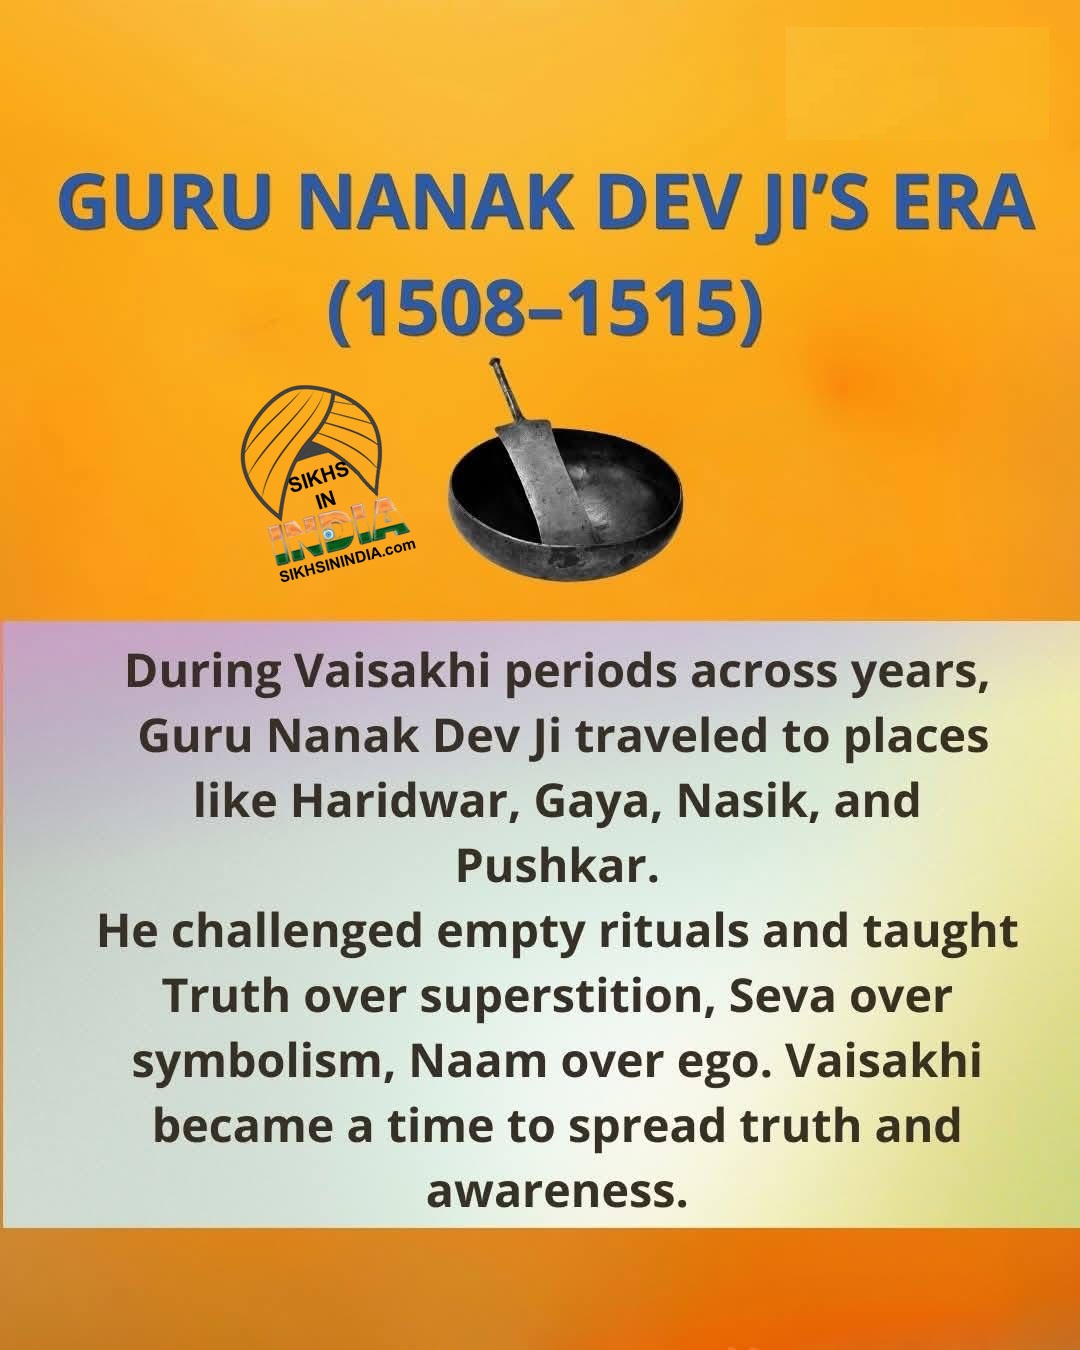 GURU NANAK DEV JI’S ERA
(1508–1515)
SIKHS
IN
INDIA
SIKHSININDIA.com
During Vaisakhi periods across years,
Guru Nanak Dev Ji traveled to places
like Haridwar, Gaya, Nasik, and
Pushkar.
He challenged empty rituals and taught
Truth over superstition, Seva over
symbolism, Naam over ego. Vaisakhi
became a time to spread truth and
awareness.